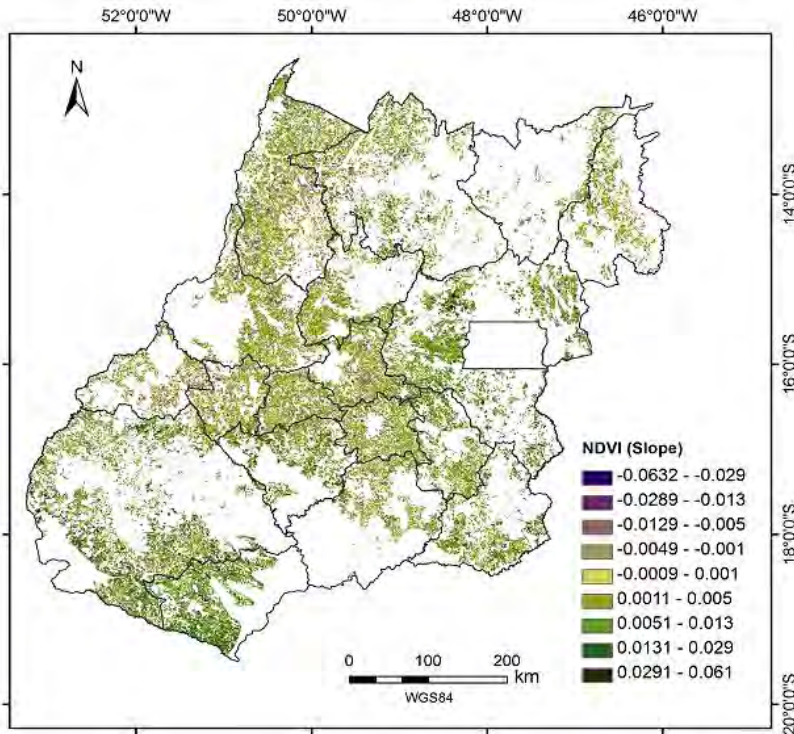 52°0'0"W 50°0'0"W 48°0'0"W 46°0'0"W
N
14°0'0"S
16°0'0"S
18°0'0"S
20°0'0"S
NDVI (Slope)
-0.0632 - -0.029
-0.0289 - -0.013
-0.0129 - -0.005
-0.0049 - -0.001
-0.0009 - 0.001
0.0011 - 0.005
0.0051 - 0.013
0.0131 - 0.029
0.0291 - 0.061
0 100 200
km
WGS84